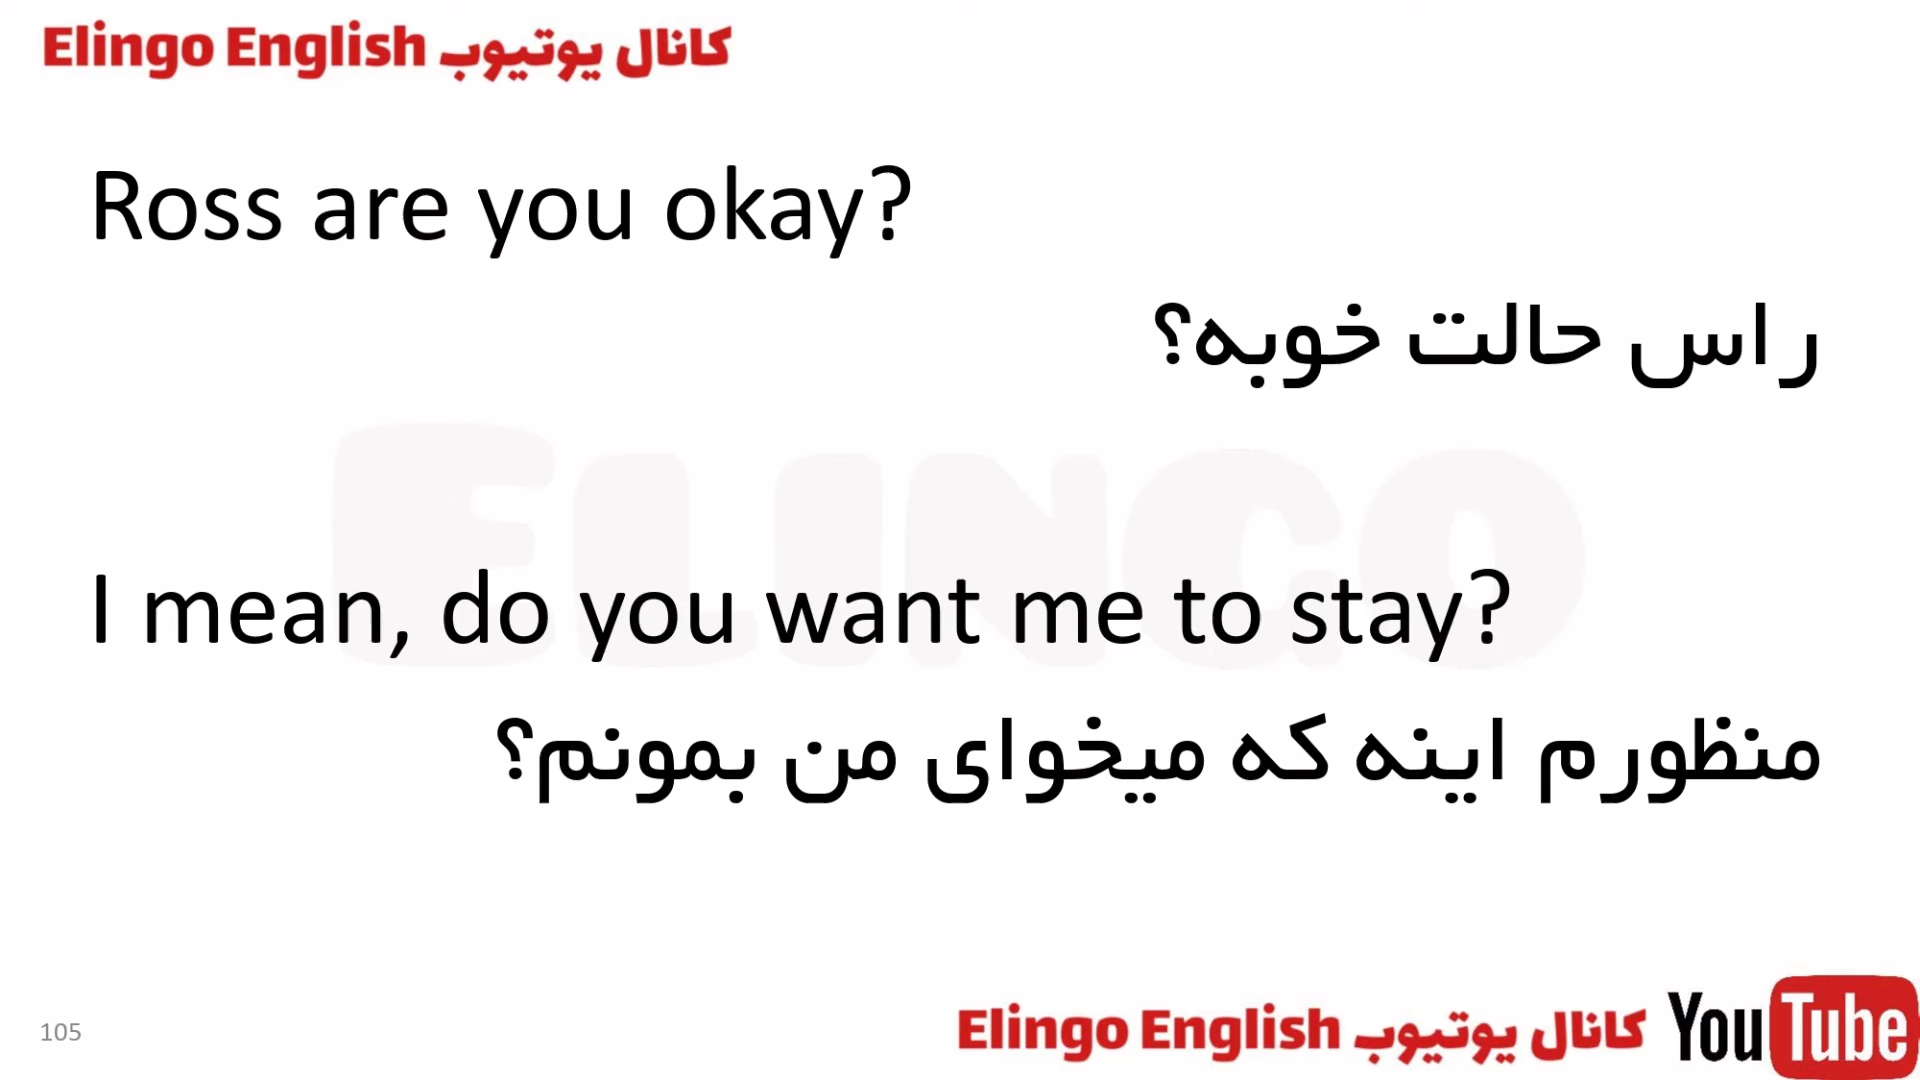 کانال یوتیوب Elingo English
Ross are you okay?
راس حالت خوبه؟
ELINGO
I mean, do you want me to stay?
منظورم اینه که میخوای من بمونم؟
105
کانال یوتیوب Elingo English
YouTube